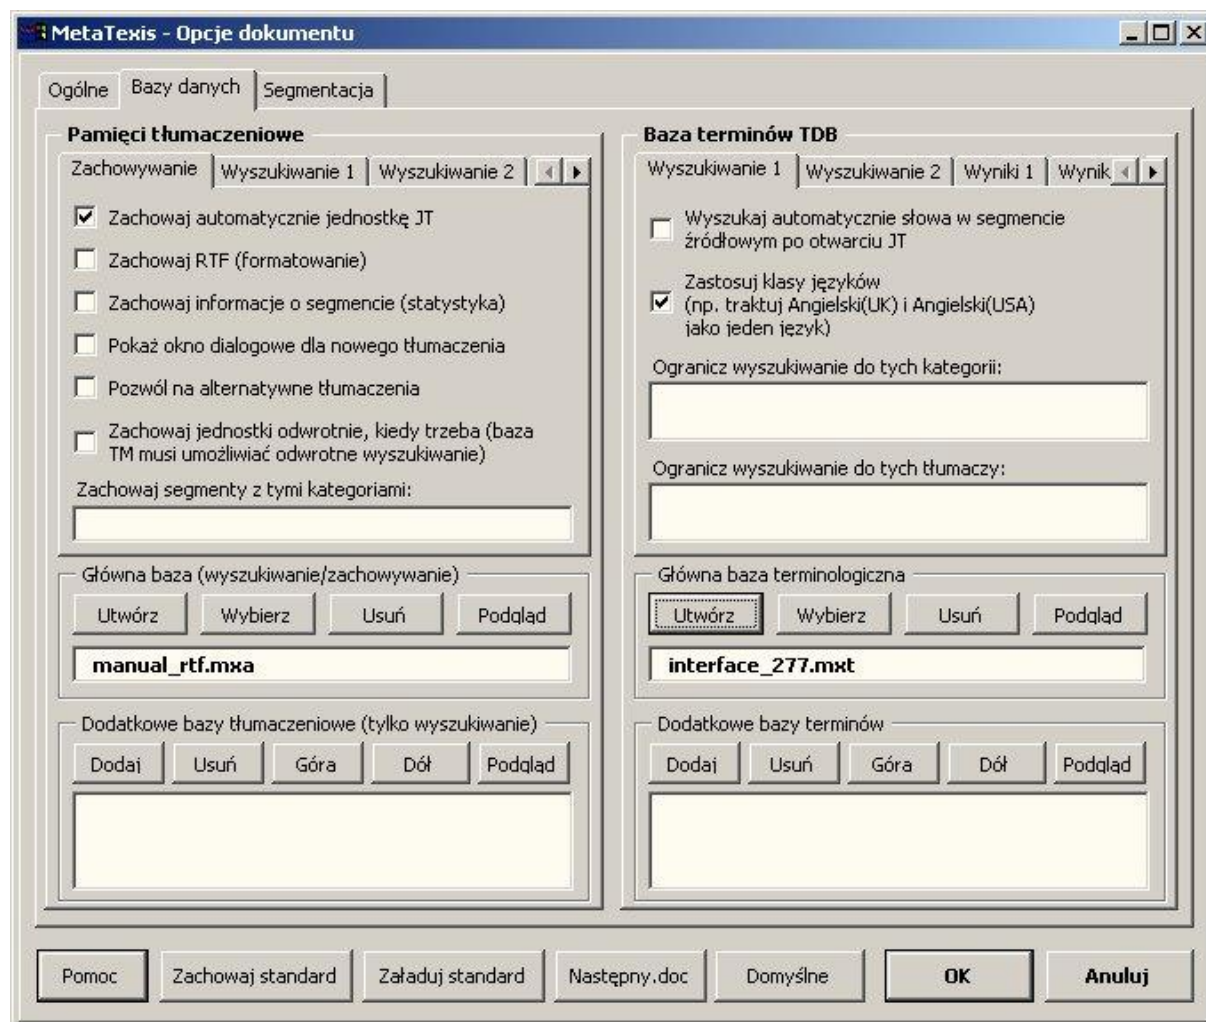 MetaTexis - Opcje dokumentu
Ogólne Bazy danych Segmentacja
Pamięci tłumaczeniowe
Zachowywanie Wyszukiwanie 1 Wyszukiwanie 2
Zachowaj automatycznie jednostkę JT
Zachowaj RTF (formatowanie)
Zachowaj informacje o segmencie (statystyka)
Pokaż okno dialogowe dla nowego tłumaczenia
Pozwól na alternatywne tłumaczenia
Zachowaj jednostki odwrotnie, kiedy trzeba (baza
TM musi umożliwiać odwrotne wyszukiwanie)
Zachowaj segmenty z tymi kategoriami:
Główna baza (wyszukiwanie/zachowywanie)
Utwórz Wybierz Usuń Podgląd
manual_rtf.mxa
Dodatkowe bazy tłumaczeniowe (tylko wyszukiwanie)
Dodaj Usuń Góra Dół Podgląd
Baza terminów TDB
Wyszukiwanie 1 Wyszukiwanie 2 Wyniki 1 Wynik
Wyszukaj automatycznie słowa w segmencie
źródłowym po otwarciu JT
Zastosuj klasy języków
(np. traktuj Angielski(UK) i Angielski(USA)
jako jeden język)
Ogranicz wyszukiwanie do tych kategorii:
Ogranicz wyszukiwanie do tych tłumaczy:
Główna baza terminologiczna
Utwórz Wybierz Usuń Podgląd
interface_277.mxt
Dodatkowe bazy terminów
Dodaj Usuń Góra Dół Podgląd
Pomoc Zachowaj standard Załaduj standard Następny.doc Domyślne OK Anuluj